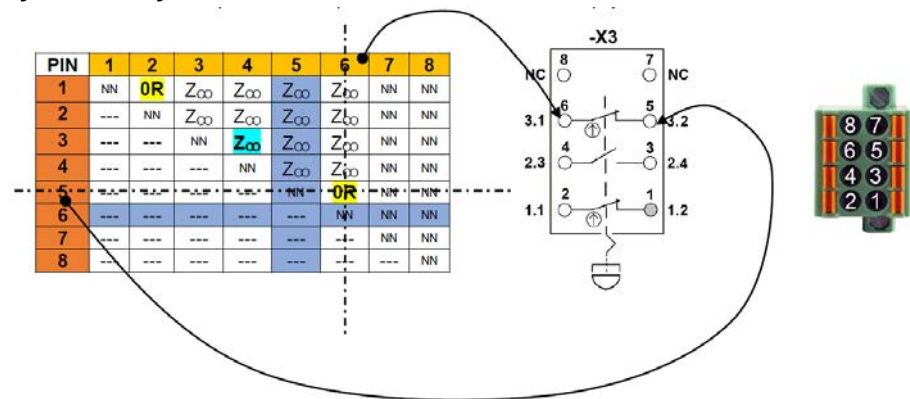 PIN 1 2 3 4 5 6 7 8
1 NN 0R Z∞ Z∞ Z∞ Z∞ NN NN
2 --- NN Z∞ Z∞ Z∞ Z∞ NN NN
3 --- --- NN Z∞ Z∞ Z∞ NN NN
4 --- --- --- NN Z∞ Z∞ NN NN
5 --- --- --- --- NN 0R NN NN
6 --- --- --- --- --- NN NN NN
7 --- --- --- --- --- --- NN NN
8 --- --- --- --- --- --- --- NN
-X3
8 7
NC NC
6 5
3.1 3.2
4 3
2.3 2.4
2 1
1.1 1.2
8 7
6 5
4 3
2 1